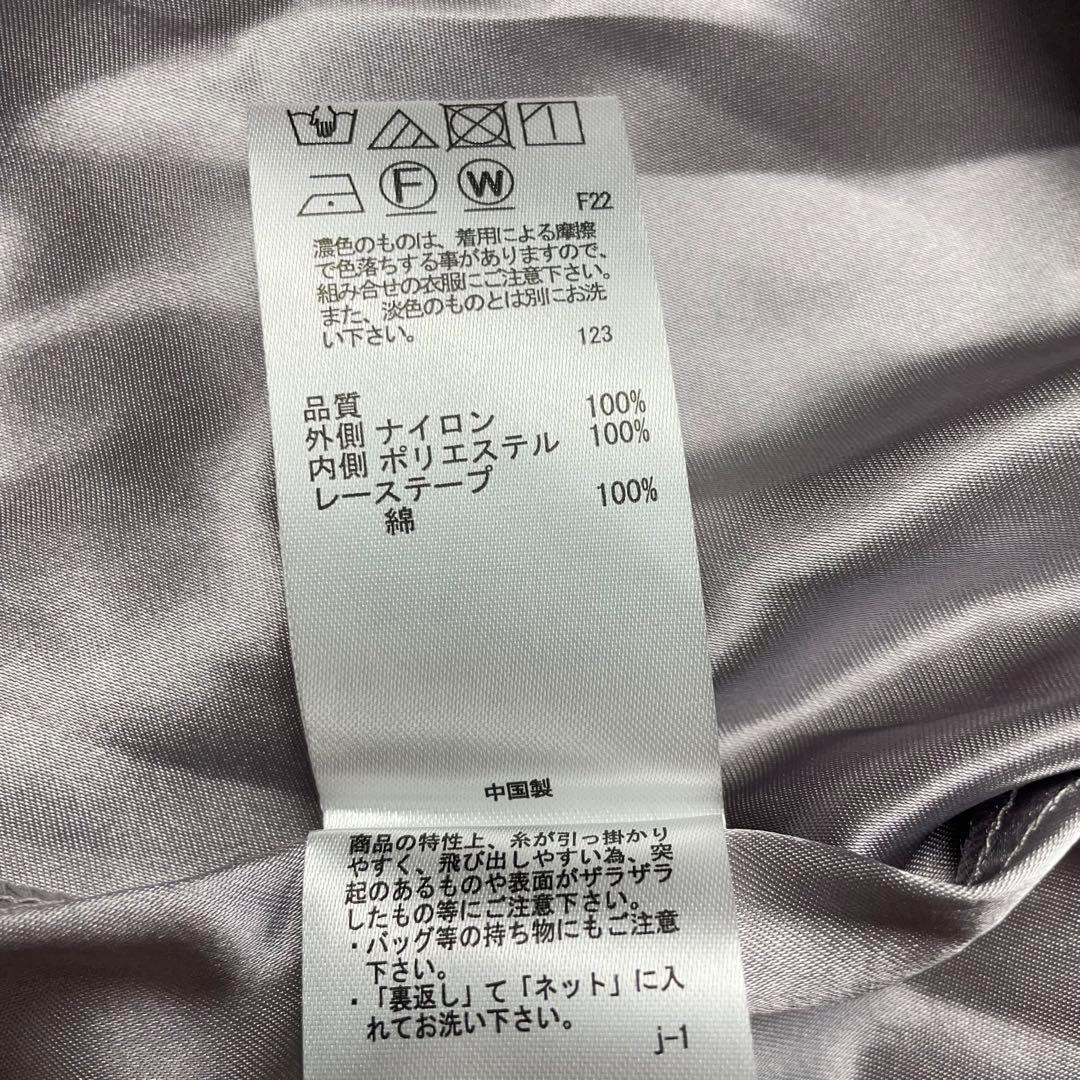 F
W
F22
濃色のものは、着用による摩擦
で色落ちする事がありますので、
組み合せの衣服にご注意下さい。
また、淡色のものとは別にお洗
い下さい。
123
品質
外側 ナイロン 100%
内側 ポリエステル 100%
レーステープ
綿 100%
中国製
商品の特性上、糸が引っ掛かり
やすく、飛び出しやすい為、突
起のあるものや表面がザラザラ
したもの等にご注意下さい。
・バッグ等の持ち物にもご注意
下さい。
・「裏返し」て「ネット」に入
れてお洗い下さい。
j-1